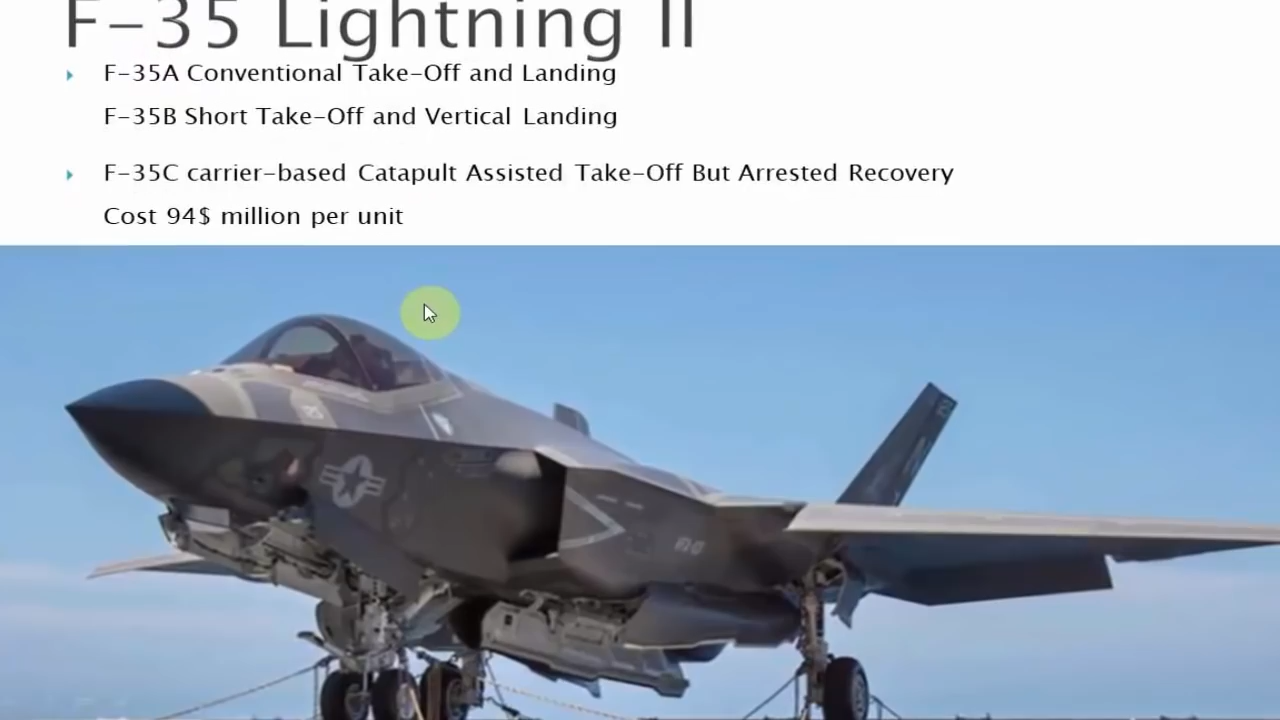 F-35 Lightning II
F-35A Conventional Take-Off and Landing
F-35B Short Take-Off and Vertical Landing
F-35C carrier-based Catapult Assisted Take-Off But Arrested Recovery
Cost 94$ million per unit